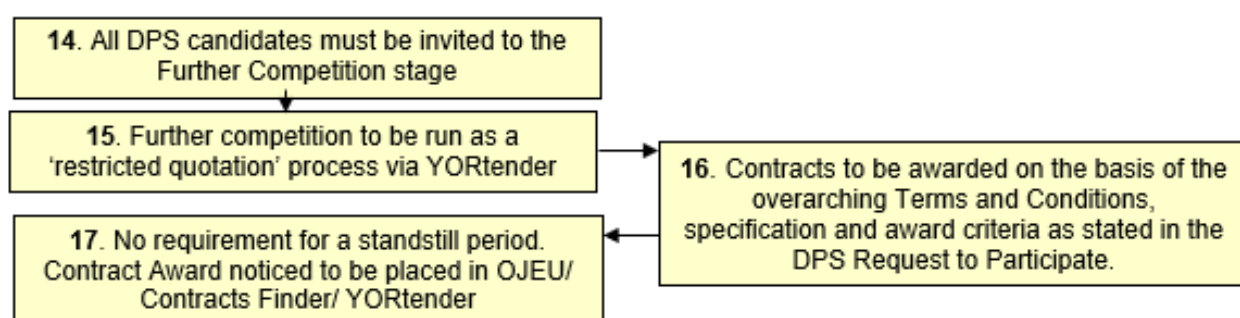 14. All DPS candidates must be invited to the
Further Competition stage
15. Further competition to be run as a
‘restricted quotation’ process via YORtender
16. Contracts to be awarded on the basis of the
overarching Terms and Conditions,
specification and award criteria as stated in the
DPS Request to Participate.
17. No requirement for a standstill period.
Contract Award noticed to be placed in OJEU/
Contracts Finder/ YORtender